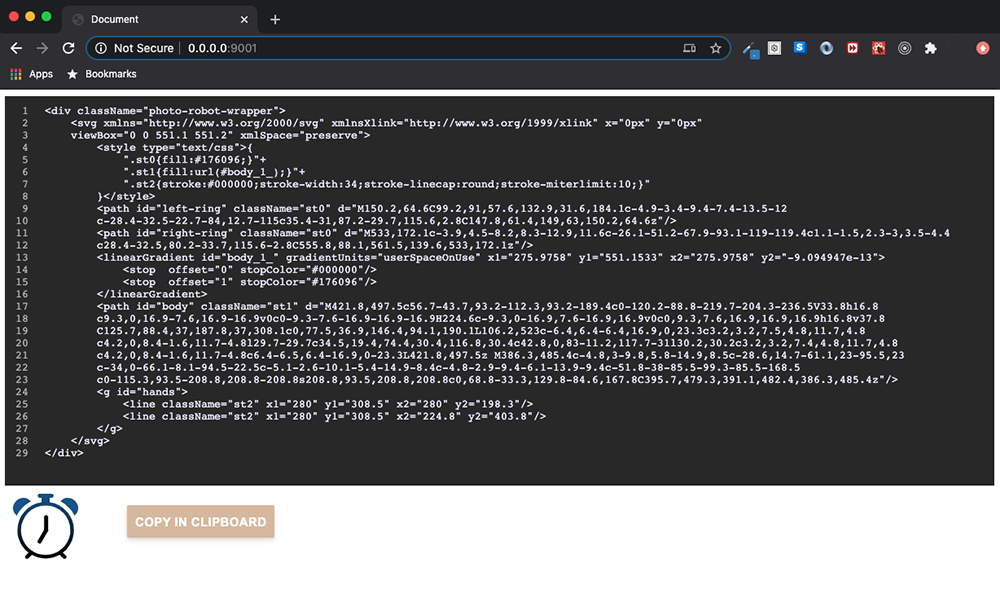 Document
Not Secure
0.0.0.0:9001
Apps
Bookmarks
1 <div className="photo-robot-wrapper">
2 <svg xmlns="http://www.w3.org/2000/svg" xmlnsXlink="http://www.w3.org/1999/xlink" x="0px" y="0px"
3 viewBox="0 0 551.1 551.2" xmlSpace="preserve">
4 <style type="text/css">{
5 ".st0{fill:#176096;}"+
6 ".st1{fill:url(#body_1_);}"+
7 ".st2{stroke:#000000;stroke-width:34;stroke-linecap:round;stroke-miterlimit:10;}"
8 }</style>
9 <path id="left-ring" className="st0" d="M150.2,64.6C99.2,91,57.6,132.9,31.6,184.1c-4.9-3.4-9.4-7.4-13.5-12
10 c-28.4-32.5-22.7-84,12.7-115c35.4-31,87.2-29.7,115.6,2.8C147.8,61.4,149,63,150.2,64.6z"/>
11 <path id="right-ring" className="st0" d="M533,172.1c-3.9,4.5-8.2,8.3-12.9,11.6c-26.1-51.2-67.9-93.1-119-119.4c1.1-1.5,2.3-3,3.5-4.4
12 c28.4-32.5,80.2-33.7,115.6-2.8C555.8,88.1,561.5,139.6,533,172.1z"/>
13 <linearGradient id="body_1_" gradientUnits="userSpaceOnUse" x1="275.9758" y1="551.1533" x2="275.9758" y2="-9.094947e-13">
14 <stop  offset="0" stopColor="#000000"/>
15 <stop  offset="1" stopColor="#176096"/>
16 </linearGradient>
17 <path id="body" className="st1" d="M421.8,497.5c56.7-43.7,93.2-112.3,93.2-189.4c0-120.2-88.8-219.7-204.3-236.5V33.8h16.8
18 c9.3,0,16.9-7.6,16.9-16.9v0c0-9.3-7.6-16.9-16.9-16.9H224.6c-9.3,0-16.9,7.6-16.9,16.9v0c0,9.3,7.6,16.9,16.9,16.9h16.8v37.8
19 C125.7,88.4,37,187.8,37,308.1c0,77.5,36.9,146.4,94.1,190.1L106.2,523c-6.4,6.4-6.4,16.9,0,23.3c3.2,3.2,7.5,4.8,11.7,4.8
20 c4.2,0,8.4-1.6,11.7-4.8l29.7-29.7c34.5,19.4,74.4,30.4,116.8,30.4c42.8,0,83-11.2,117.7-31l30.2,30.2c3.2,3.2,7.4,4.8,11.7,4.8
21 c4.2,0,8.4-1.6,11.7-4.8c6.4-6.5,6.4-16.9,0-23.3L421.8,497.5z M386.3,485.4c-4.8,3-9.8,5.8-14.9,8.5c-28.6,14.7-61.1,23-95.5,23
22 c-34,0-66.1-8.1-94.5-22.5c-5.1-2.6-10.1-5.4-14.9-8.4c-4.8-2.9-9.4-6.1-13.9-9.4c-51.8-38-85.5-99.3-85.5-168.5
23 c0-115.3,93.5-208.8,208.8-208.8s208.8,93.5,208.8,208.8c0,68.8-33.3,129.8-84.6,167.8C395.7,479.3,391.1,482.4,386.3,485.4z"/>
24 <g id="hands">
25 <line className="st2" x1="280" y1="308.5" x2="280" y2="198.3"/>
26 <line className="st2" x1="280" y1="308.5" x2="224.8" y2="403.8"/>
27 </g>
28 </svg>
29 </div>
COPY IN CLIPBOARD